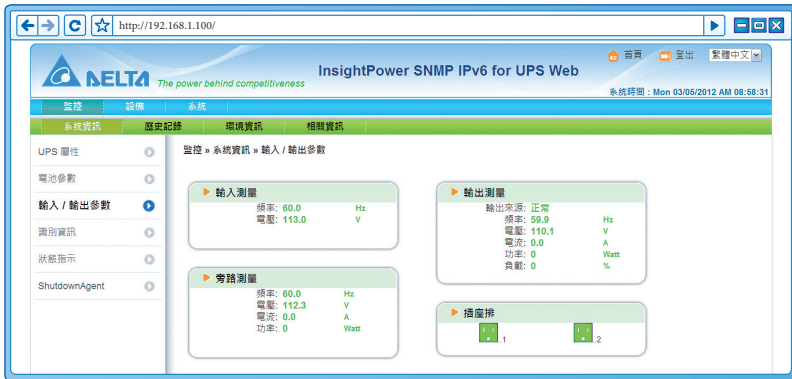 http://192.168.1.100/
首頁 登出 繁體中文
DELTA The power behind competitiveness
InsightPower SNMP IPv6 for UPS Web
系統時間 : Mon 03/05/2012 AM 08:58:31
監控 設備 系統
系統資訊 歷史記錄 環境資訊 相關資訊
UPS 屬性
電池參數
輸入 / 輸出參數
識別資訊
狀態指示
ShutdownAgent
監控 » 系統資訊 » 輸入 / 輸出參數
輸入測量
頻率: 60.0 Hz
電壓: 113.0 V
旁路測量
頻率: 60.0 Hz
電壓: 112.3 V
電流: 0.0 A
功率: 0 Watt
輸出測量
輸出來源: 正常
頻率: 59.9 Hz
電壓: 110.1 V
電流: 0.0 A
功率: 0 Watt
負載: 0 %
插座排
.1 .2